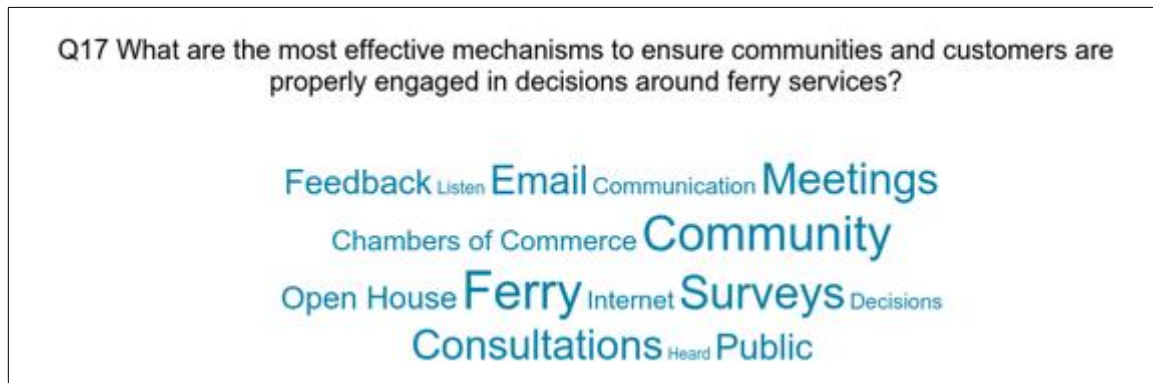 Q17 What are the most effective mechanisms to ensure communities and customers are
properly engaged in decisions around ferry services?
Feedback Listen Email Communication Meetings
Chambers of Commerce Community
Open House Ferry Internet Surveys Decisions
Consultations Heard Public